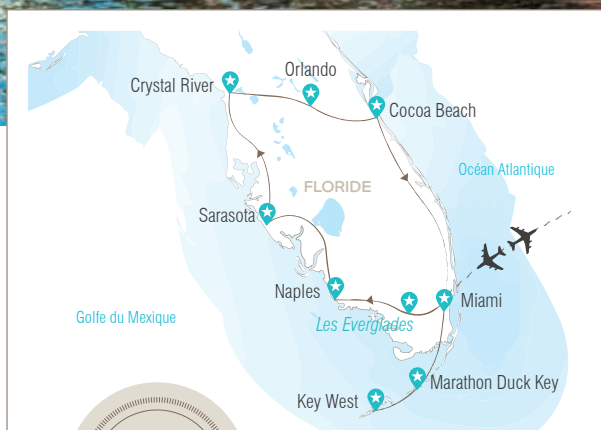 Orlando
Crystal River
Cocoa Beach
Océan Atlantique
FLORIDE
Sarasota
Naples
Miami
Golfe du Mexique
Les Everglades
Marathon Duck Key
Key West